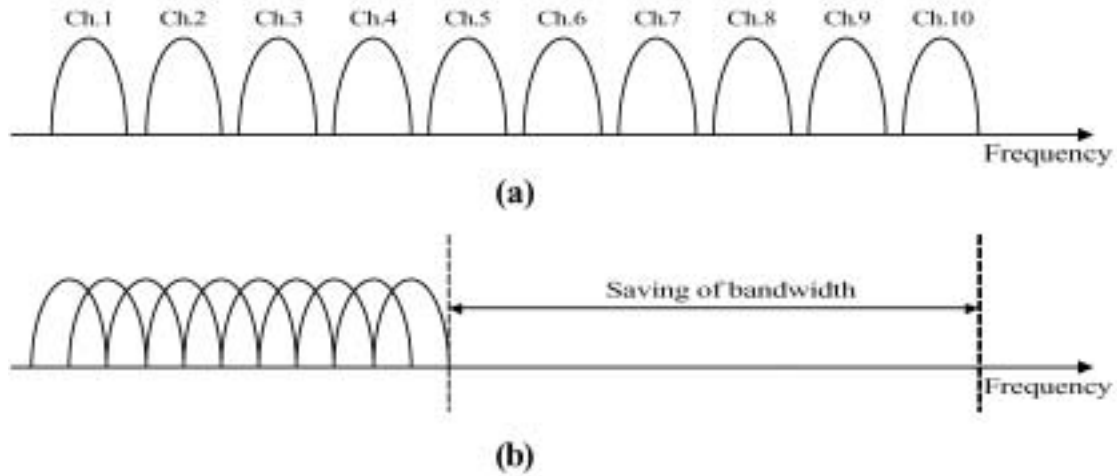 Ch.1 Ch.2 Ch.3 Ch.4 Ch.5 Ch.6 Ch.7 Ch.8 Ch.9 Ch.10
Frequency
(a)
Saving of bandwidth
Frequency
(b)